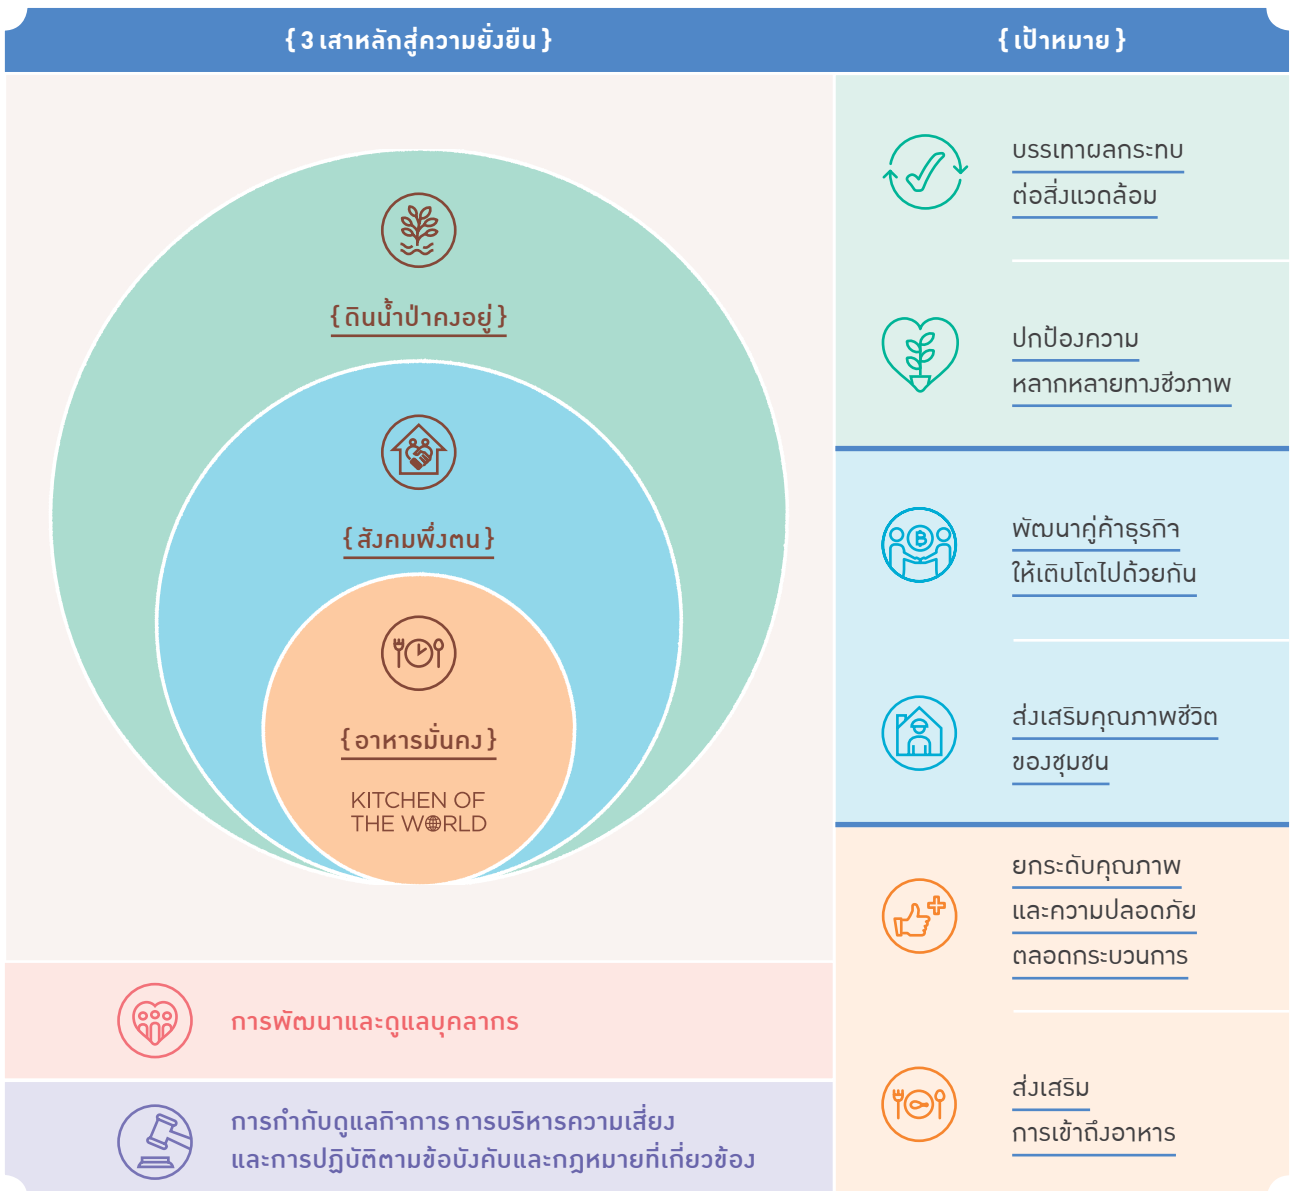 { 3 เสาหลักสู่ความยั่งยืน }
{ ดินน้ำป่าคงอยู่ }
{ สังคมพึ่งตน }
{ อาหารมั่นคง }
KITCHEN OF
THE WORLD
การพัฒนาและดูแลบุคลากร
การกำกับดูแลกิจการ การบริหารความเสี่ยง
และการปฏิบัติตามข้อบังคับและกฎหมายที่เกี่ยวข้อง
{ เป้าหมาย }
บรรเทาผลกระทบ
ต่อสิ่งแวดล้อม
ปกป้องความ
หลากหลายทางชีวภาพ
พัฒนาคู่ค้าธุรกิจ
ให้เติบโตไปด้วยกัน
ส่งเสริมคุณภาพชีวิต
ของชุมชน
ยกระดับคุณภาพ
และความปลอดภัย
ตลอดกระบวนการ
ส่งเสริม
การเข้าถึงอาหาร